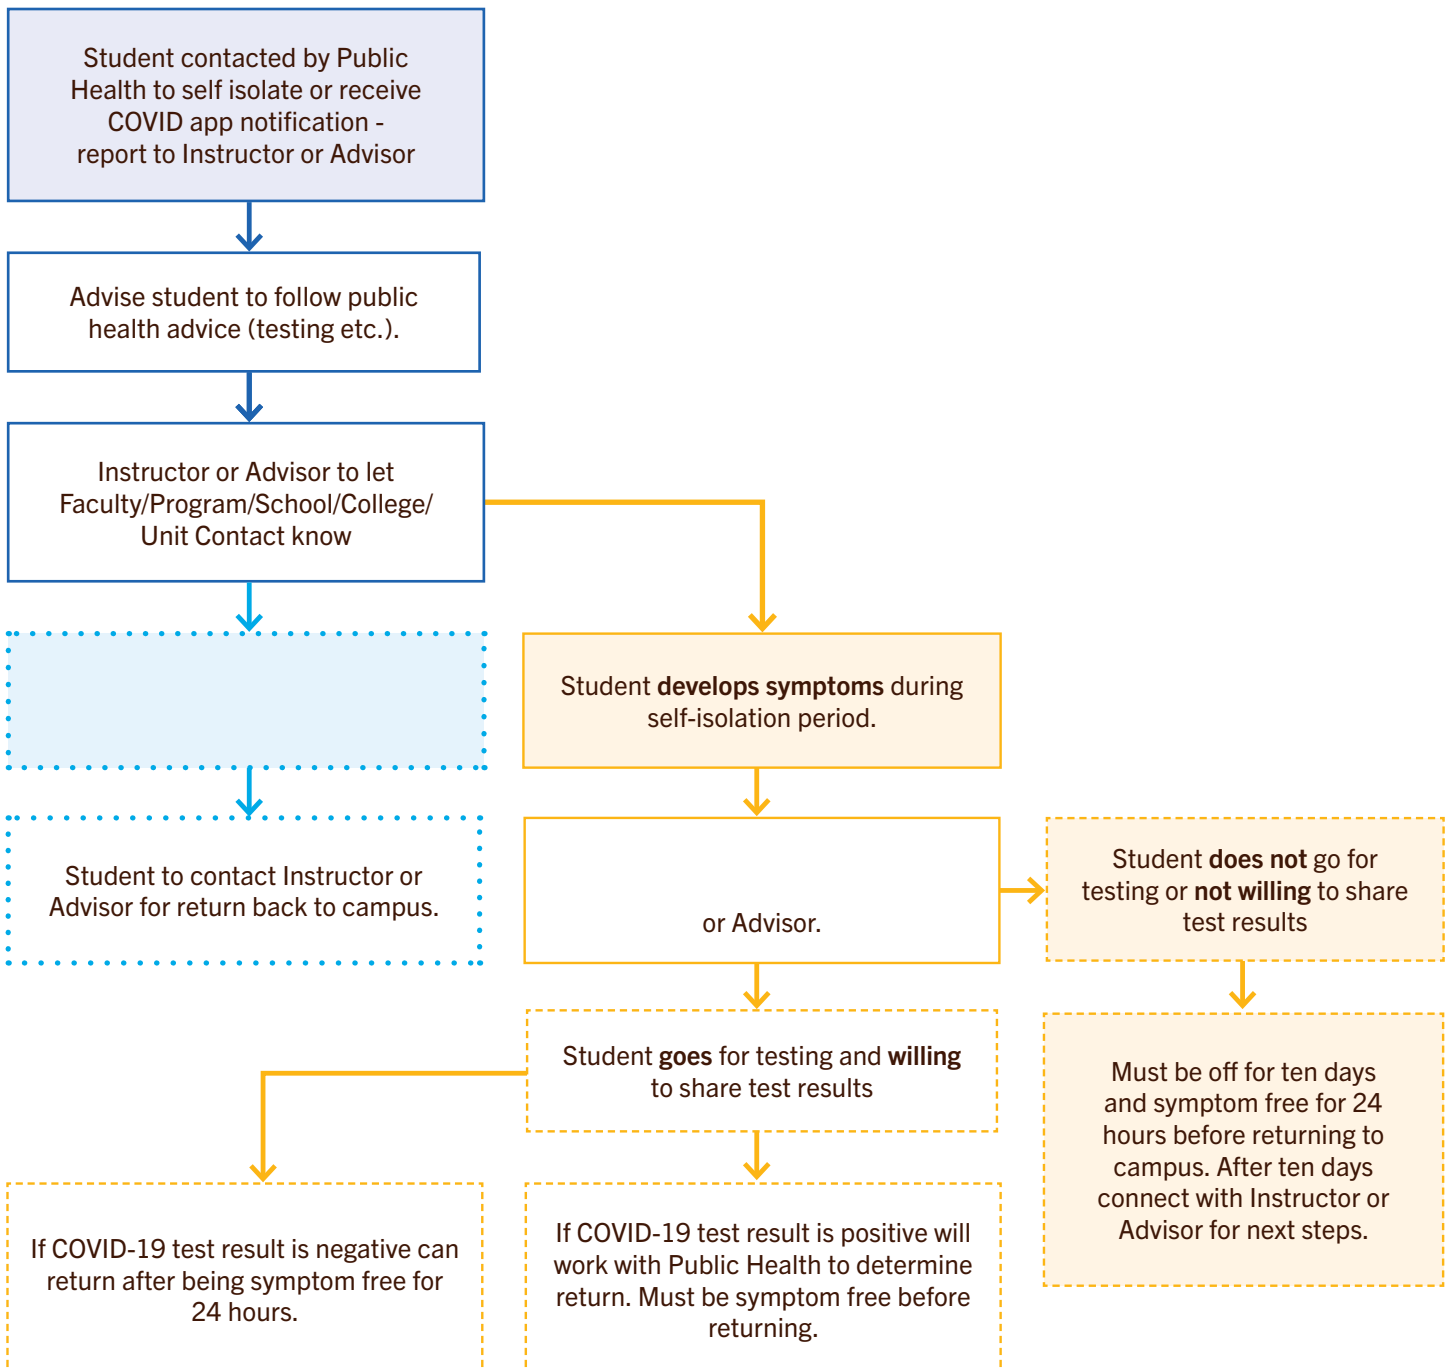 Student contacted by Public
Health to self isolate or receive
COVID app notification -
report to Instructor or Advisor
Advise student to follow public
health advice (testing etc.).
Instructor or Advisor to let
Faculty/Program/School/College/
Unit Contact know
Student develops symptoms during
self-isolation period.
Student to contact Instructor or
Advisor for return back to campus.
or Advisor.
Student does not go for
testing or not willing to share
test results
Student goes for testing and willing
to share test results
Must be off for ten days
and symptom free for 24
hours before returning to
campus. After ten days
connect with Instructor or
Advisor for next steps.
If COVID-19 test result is negative can
return after being symptom free for
24 hours.
If COVID-19 test result is positive will
work with Public Health to determine
return. Must be symptom free before
returning.